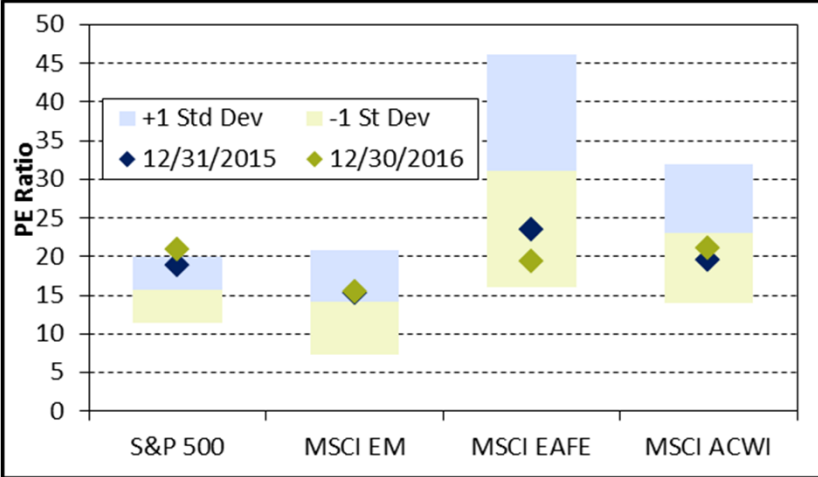 PE Ratio
50
45
40
35
30
25
20
15
10
5
0
+1 Std Dev
-1 St Dev
12/31/2015
12/30/2016
S&P 500
MSCI EM
MSCI EAFE
MSCI ACWI